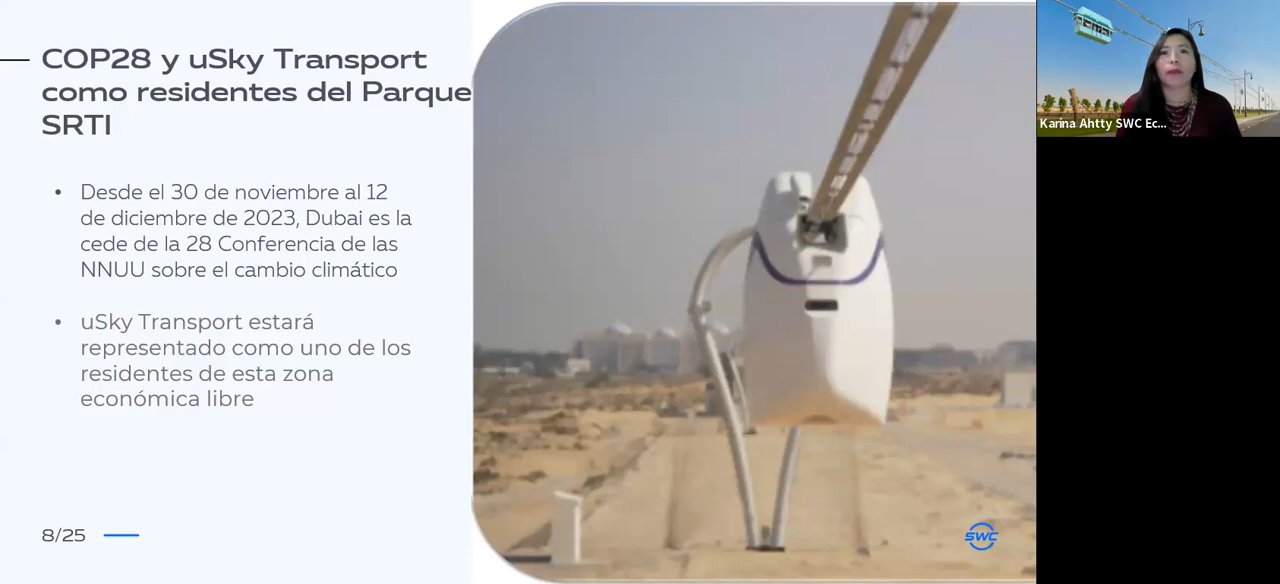 COP28 y uSky Transport
como residentes del Parque
SRTI
• Desde el 30 de noviembre al 12
de diciembre de 2023, Dubai es la
cede de la 28 Conferencia de las
NNUU sobre el cambio climático
• uSky Transport estará
representado como uno de los
residentes de esta zona
económica libre
8/25
SWC
Karina Ahtty SWC Ec...